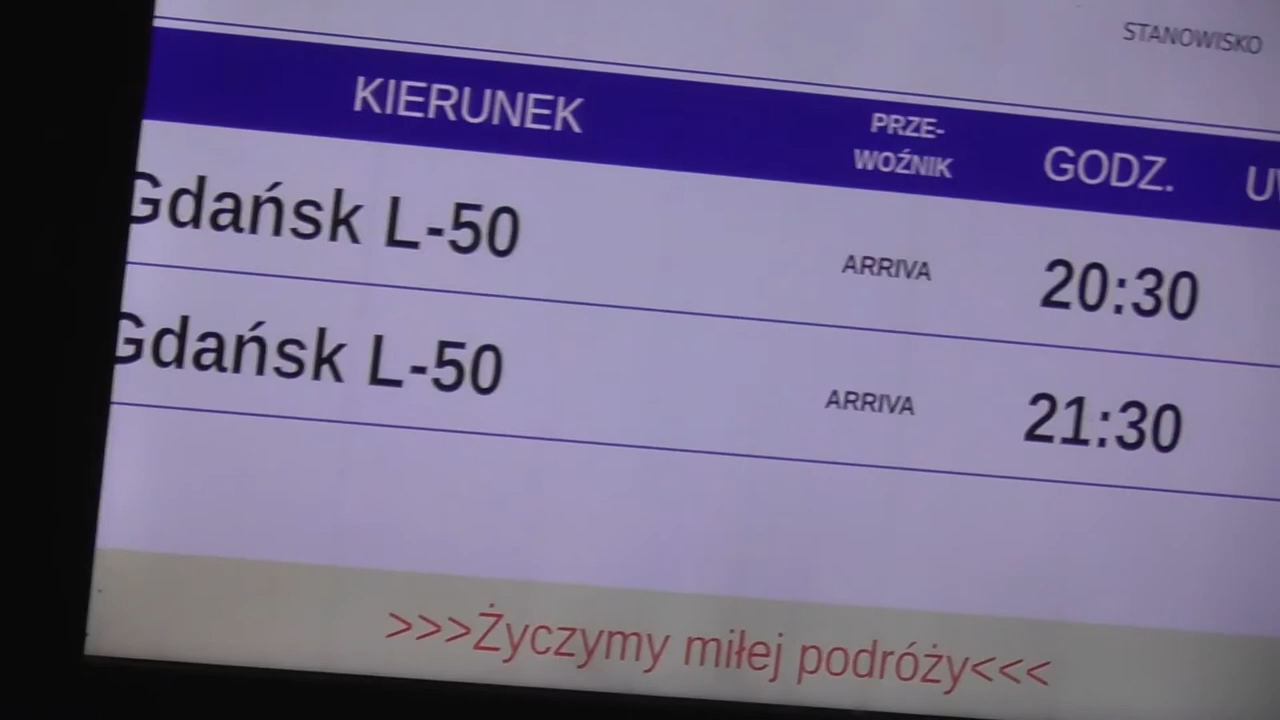 STANOWISKO
KIERUNEK
PRZE-
WOŹNIK
GODZ.
Gdańsk L-50
ARRIVA
20:30
Gdańsk L-50
ARRIVA
21:30
>>>Życzymy miłej podróży<<<